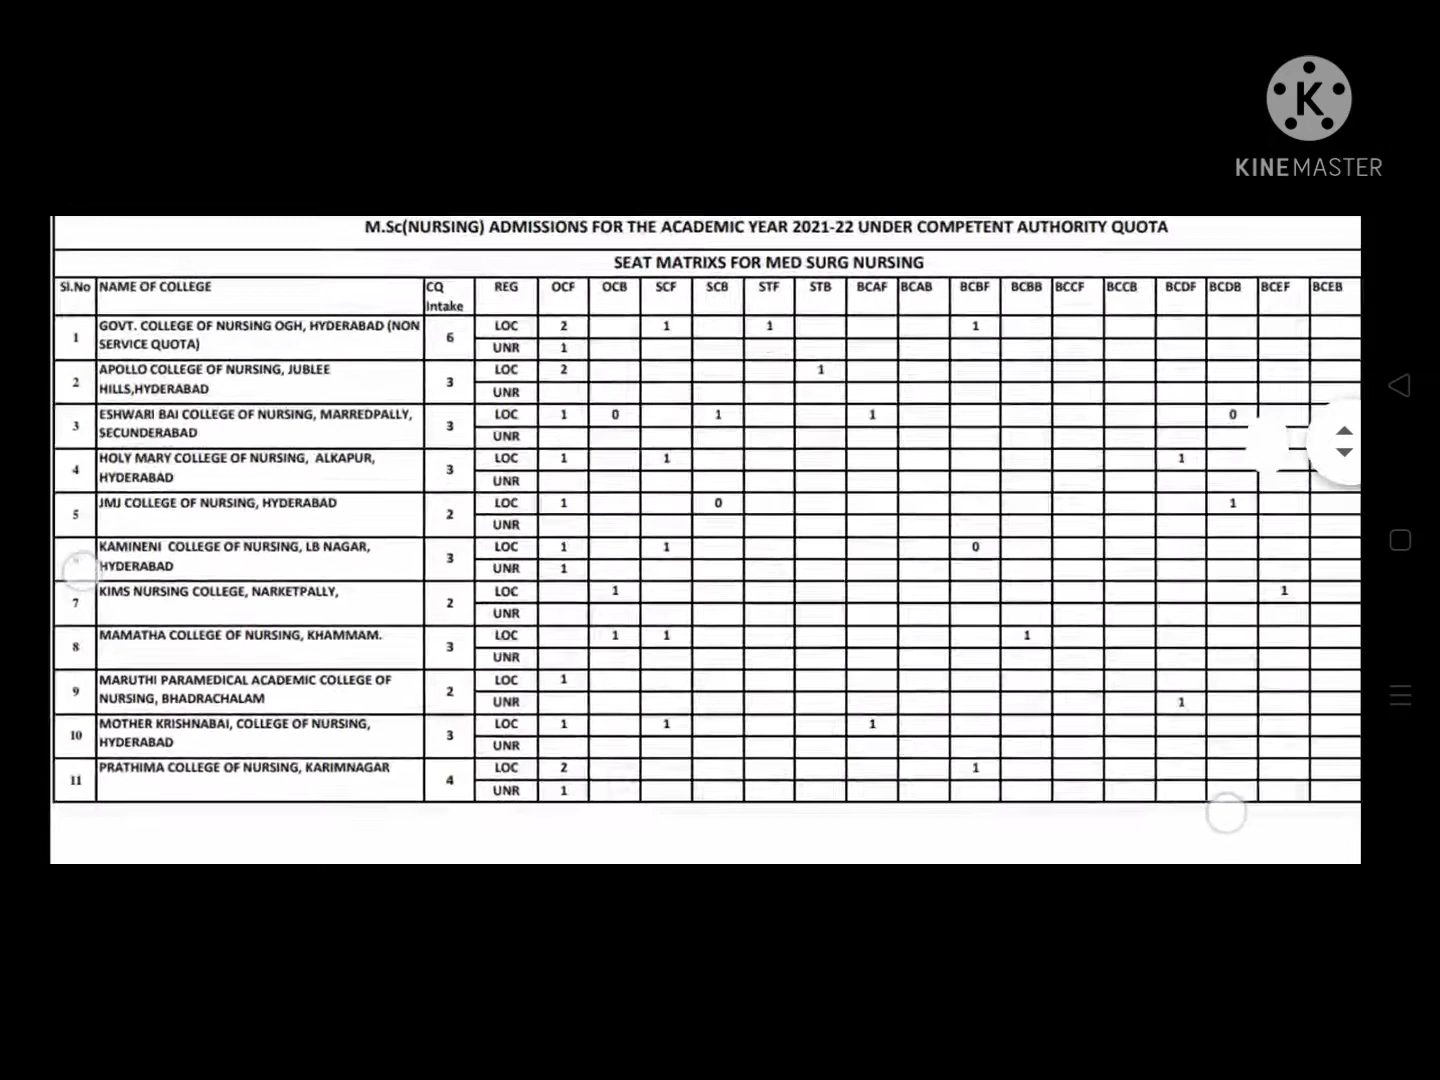 K
KINEMASTER
M.Sc(NURSING) ADMISSIONS FOR THE ACADEMIC YEAR 2021-22 UNDER COMPETENT AUTHORITY QUOTA
SEAT MATRIXS FOR MED SURG NURSING
Sl.No NAME OF COLLEGE CQ Intake REG OCF OCB SCF SCB STF STB BCAF BCAB BCBF BCBB BCCF BCCB BCDF BCDB BCEF BCEB
1 GOVT. COLLEGE OF NURSING OGH, HYDERABAD (NON SERVICE QUOTA) 6 LOC 2 1 1 1
UNR 1
2 APOLLO COLLEGE OF NURSING, JUBLEE HILLS,HYDERABAD 3 LOC 2 1
UNR
3 ESHWARI BAI COLLEGE OF NURSING, MARREDPALLY, SECUNDERABAD 3 LOC 1 0 1 1 0
UNR
4 HOLY MARY COLLEGE OF NURSING, ALKAPUR, HYDERABAD 3 LOC 1 1 1
UNR
5 JMJ COLLEGE OF NURSING, HYDERABAD 2 LOC 1 0 1
UNR
KAMINENI COLLEGE OF NURSING, LB NAGAR, HYDERABAD 3 LOC 1 1 0
UNR 1
7 KIMS NURSING COLLEGE, NARKETPALLY, 2 LOC 1 1
UNR
8 MAMATHA COLLEGE OF NURSING, KHAMMAM. 3 LOC 1 1 1
UNR
9 MARUTHI PARAMEDICAL ACADEMIC COLLEGE OF NURSING, BHADRACHALAM 2 LOC 1
UNR 1
10 MOTHER KRISHNABAI, COLLEGE OF NURSING, HYDERABAD 3 LOC 1 1 1
UNR
11 PRATHIMA COLLEGE OF NURSING, KARIMNAGAR 4 LOC 2 1
UNR 1